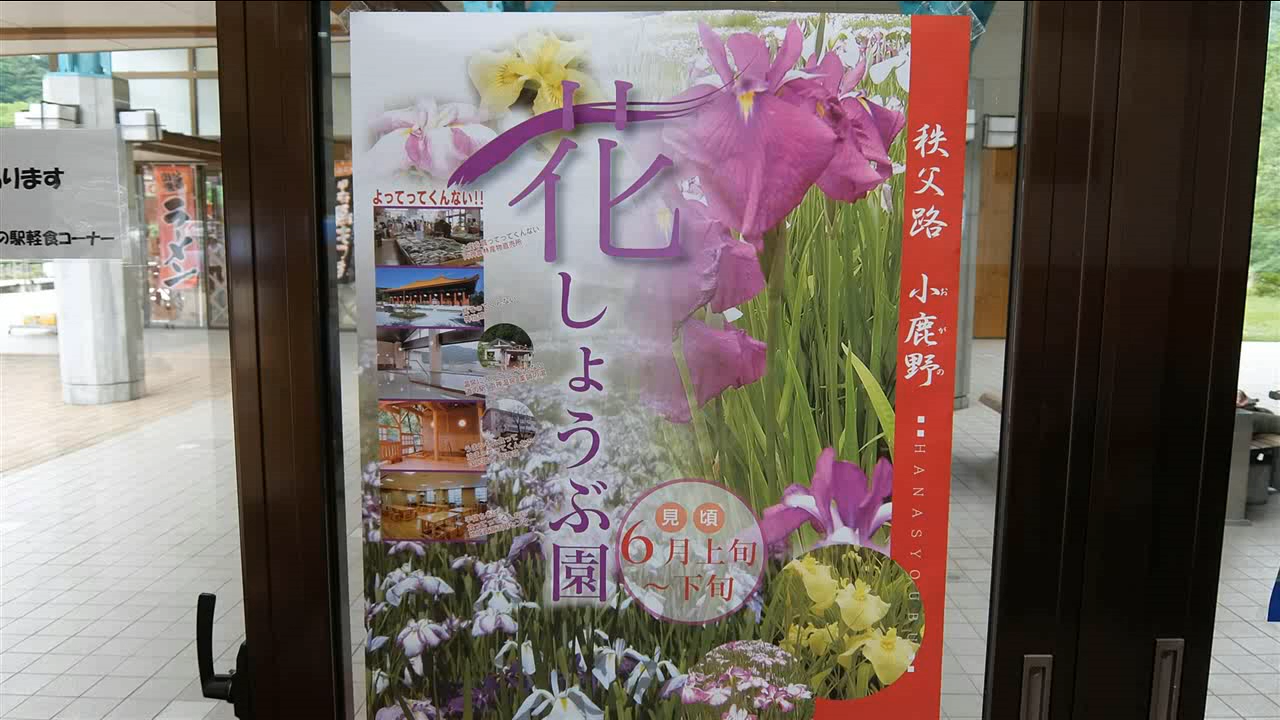 ります
の駅軽食コーナー
ラーメン
よってってくんない!!
花しょうぶ園
見頃
6月上旬
～下旬
秩父路 小鹿野
おがの
HANASYOUBU